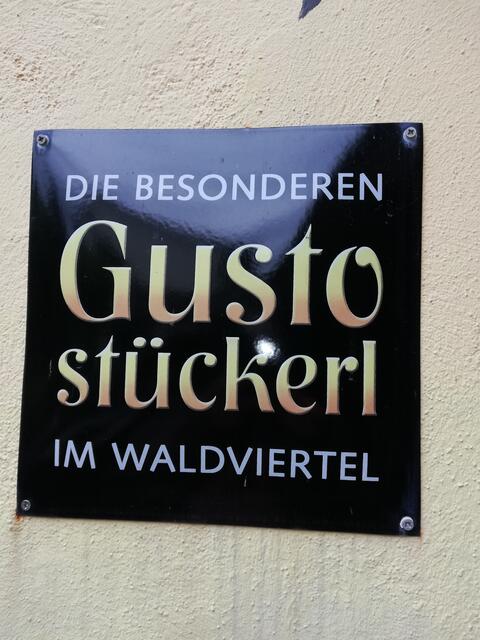 DIE BESONDEREN
Gusto
stückerl
IM WALDVIERTEL